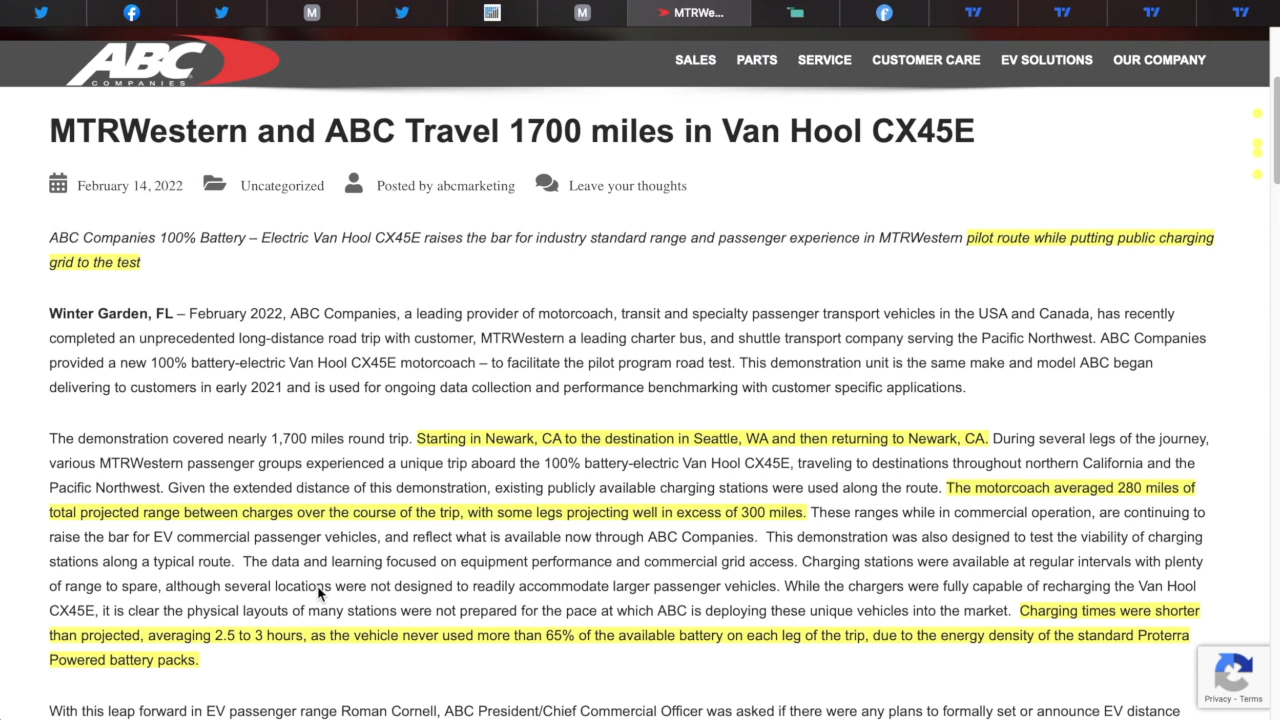 MTRWe...
ABC
COMPANIES
SALES PARTS SERVICE CUSTOMER CARE EV SOLUTIONS OUR COMPANY
MTRWestern and ABC Travel 1700 miles in Van Hool CX45E
February 14, 2022 Uncategorized Posted by abcmarketing Leave your thoughts
ABC Companies 100% Battery – Electric Van Hool CX45E raises the bar for industry standard range and passenger experience in MTRWestern pilot route while putting public charging
grid to the test
Winter Garden, FL – February 2022, ABC Companies, a leading provider of motorcoach, transit and specialty passenger transport vehicles in the USA and Canada, has recently
completed an unprecedented long-distance road trip with customer, MTRWestern a leading charter bus, and shuttle transport company serving the Pacific Northwest. ABC Companies
provided a new 100% battery-electric Van Hool CX45E motorcoach – to facilitate the pilot program road test. This demonstration unit is the same make and model ABC began
delivering to customers in early 2021 and is used for ongoing data collection and performance benchmarking with customer specific applications.
The demonstration covered nearly 1,700 miles round trip. Starting in Newark, CA to the destination in Seattle, WA and then returning to Newark, CA. During several legs of the journey,
various MTRWestern passenger groups experienced a unique trip aboard the 100% battery-electric Van Hool CX45E, traveling to destinations throughout northern California and the
Pacific Northwest. Given the extended distance of this demonstration, existing publicly available charging stations were used along the route. The motorcoach averaged 280 miles of
total projected range between charges over the course of the trip, with some legs projecting well in excess of 300 miles. These ranges while in commercial operation, are continuing to
raise the bar for EV commercial passenger vehicles, and reflect what is available now through ABC Companies.  This demonstration was also designed to test the viability of charging
stations along a typical route.  The data and learning focused on equipment performance and commercial grid access. Charging stations were available at regular intervals with plenty
of range to spare, although several locations were not designed to readily accommodate larger passenger vehicles. While the chargers were fully capable of recharging the Van Hool
CX45E, it is clear the physical layouts of many stations were not prepared for the pace at which ABC is deploying these unique vehicles into the market.  Charging times were shorter
than projected, averaging 2.5 to 3 hours, as the vehicle never used more than 65% of the available battery on each leg of the trip, due to the energy density of the standard Proterra
Powered battery packs.
Privacy - Terms
With this leap forward in EV passenger range Roman Cornell, ABC President/Chief Commercial Officer was asked if there were any plans to formally set or announce EV distance